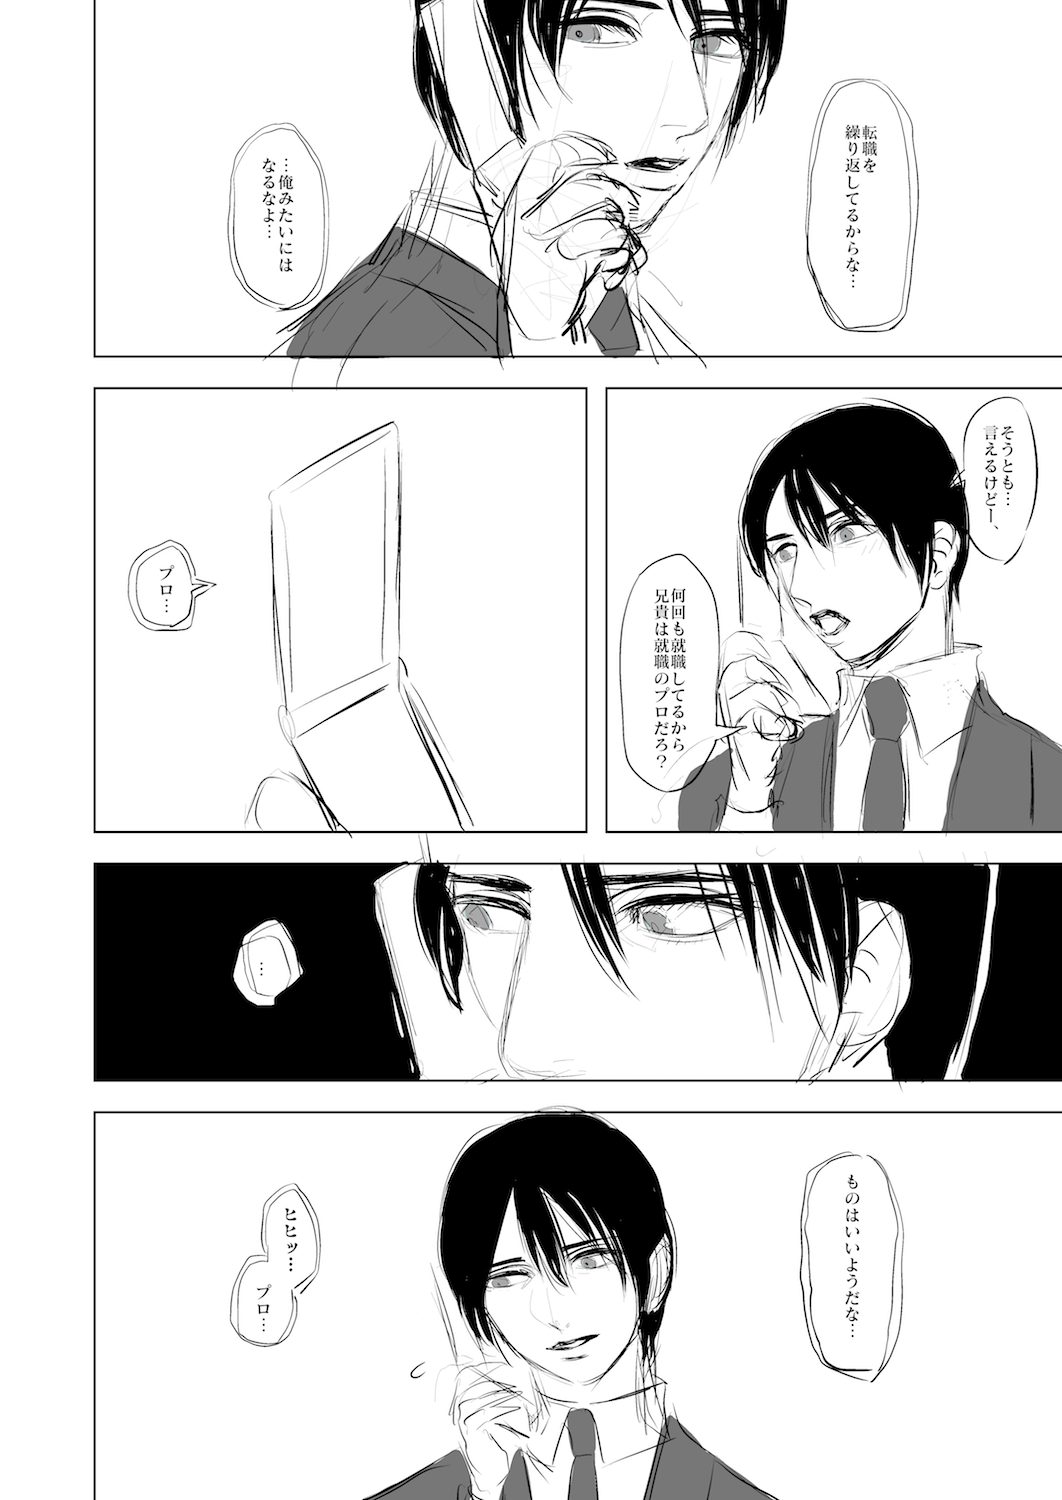 転職を
繰り返してるからな…
…俺みたいには
なるなよ…
そうとも…
言えるけどー、
何回も就職してるから
兄貴は就職のプロだろ？
プロ…
…
ものはいいようだな…
ヒヒッ…
プロ…